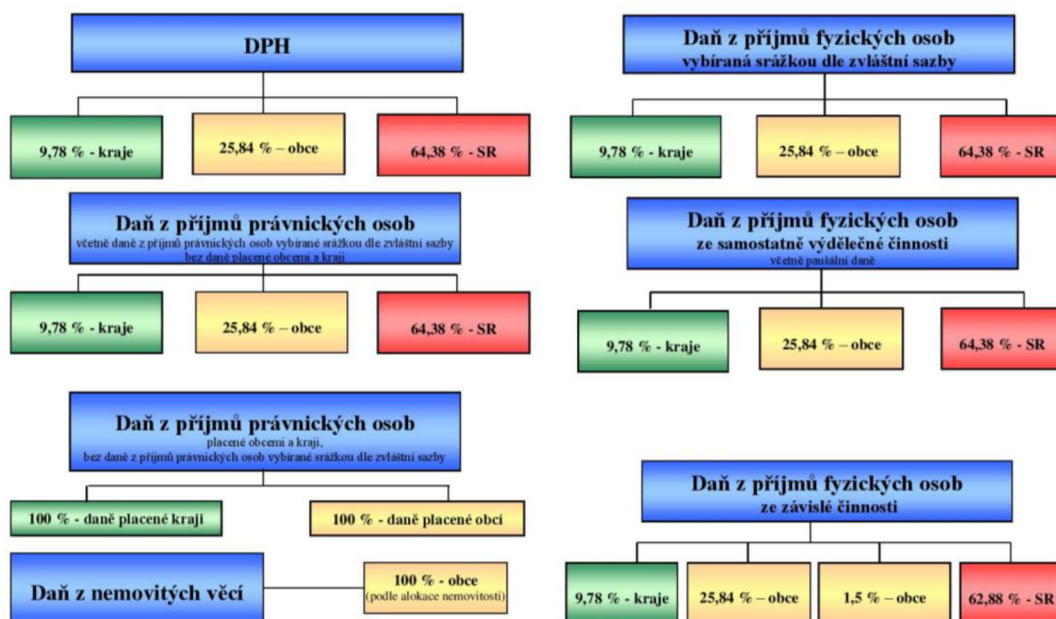 DPH
9,78 % - kraje
25,84 % – obce
64,38 % - SR
Daň z příjmů právnických osob
včetně daně z příjmů právnických osob vybírané srážkou dle zvláštní sazby
bez daně placené obcemi a kraji
9,78 % - kraje
25,84 % – obce
64,38 % - SR
Daň z příjmů právnických osob
placené obcemi a kraji,
bez daně z příjmů právnických osob vybírané srážkou dle zvláštní sazby
100 % - daně placené kraji
100 % - daně placené obcí
Daň z nemovitých věcí
100 % - obce
(podle alokace nemovitosti)
Daň z příjmů fyzických osob
vybíraná srážkou dle zvláštní sazby
9,78 % - kraje
25,84 % – obce
64,38 % - SR
Daň z příjmů fyzických osob
ze samostatně výdělečné činnosti
včetně paušální daně
9,78 % - kraje
25,84 % – obce
64,38 % - SR
Daň z příjmů fyzických osob
ze závislé činnosti
9,78 % - kraje
25,84 % – obce
1,5 % – obce
62,88 % - SR